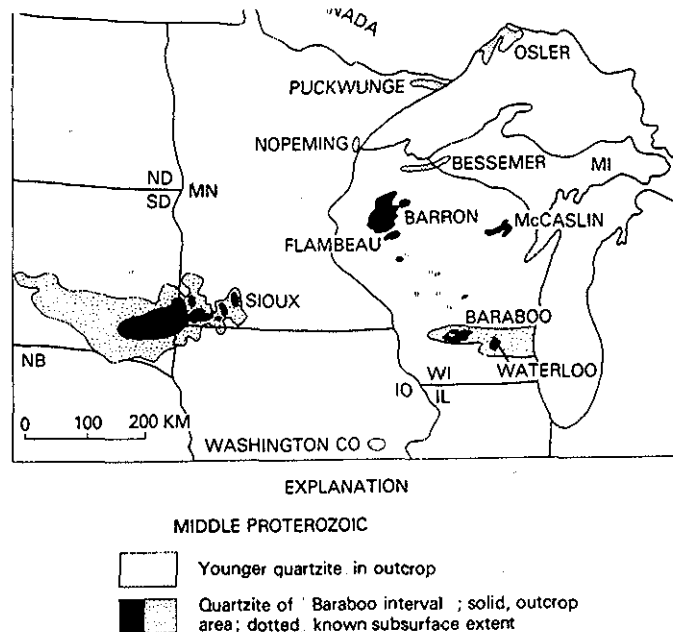 NADA
OSLER
PUCKWUNGE
NOPEMING
BESSEMER MI
ND
SD MN
BARRON McCASLIN
FLAMBEAU
SIOUX
BARABOO
NB
WATERLOO
WI
IO IL
0 100 200 KM
WASHINGTON CO
EXPLANATION
MIDDLE PROTEROZOIC
Younger quartzite in outcrop
Quartzite of Baraboo interval ; solid, outcrop
area; dotted known subsurface extent